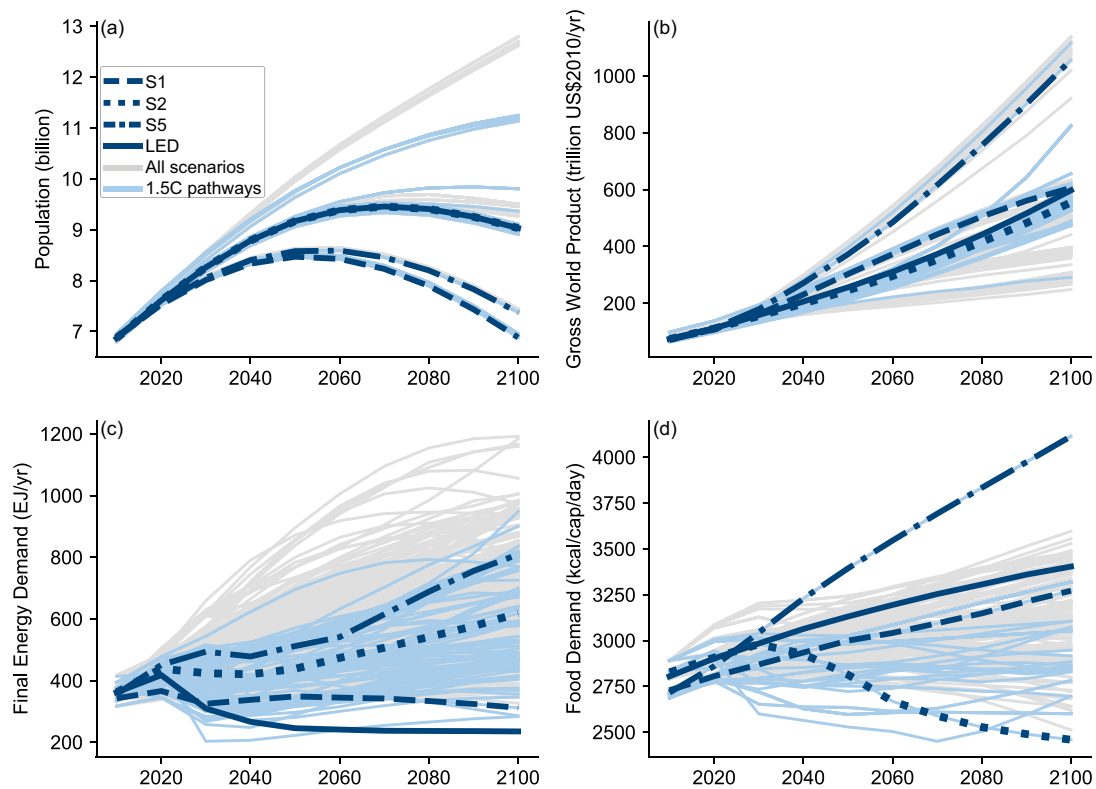 (a)
Population (billion)
13
12
11
10
9
8
7
S1
S2
S5
LED
All scenarios
1.5C pathways
2020 2040 2060 2080 2100
(b)
Gross World Product (trillion US$2010/yr)
1000
800
600
400
200
2020 2040 2060 2080 2100
(c)
Final Energy Demand (EJ/yr)
1200
1000
800
600
400
200
2020 2040 2060 2080 2100
(d)
Food Demand (kcal/cap/day)
4000
3750
3500
3250
3000
2750
2500
2020 2040 2060 2080 2100